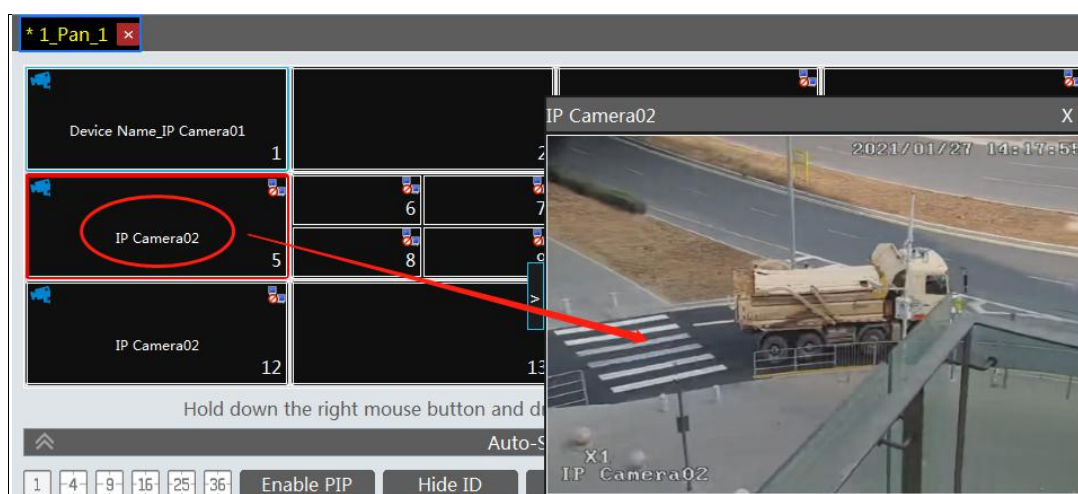 * 1_Pan_1 ×
Device Name_IP Camera01
1
2
IP Camera02 X
2021/01/27 14:17:55
IP Camera02
5
6
7
8
9
>
IP Camera02
12
13
X1
IP Camera02
Hold down the right mouse button and d
Auto-S
1 4 9 16 25 36 Enable PIP Hide ID